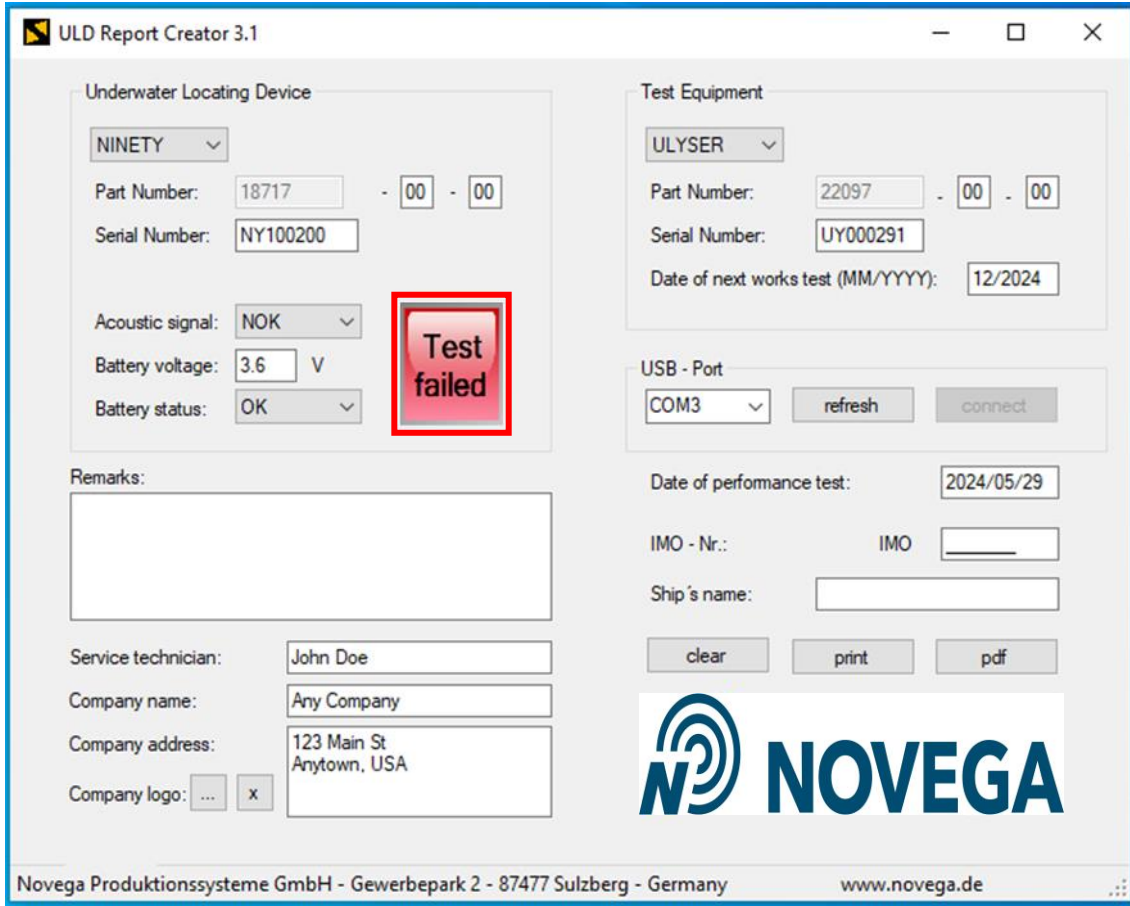 ULD Report Creator 3.1
Underwater Locating Device
NINETY
Part Number: 18717 - 00 - 00
Serial Number: NY100200
Acoustic signal: NOK
Battery voltage: 3.6 V
Battery status: OK
Test
failed
Remarks:
Service technician: John Doe
Company name: Any Company
Company address: 123 Main St
Anytown, USA
Company logo: ... x
Test Equipment
ULYSER
Part Number: 22097 - 00 - 00
Serial Number: UY000291
Date of next works test (MM/YYYY): 12/2024
USB - Port
COM3 refresh connect
Date of performance test: 2024/05/29
IMO - Nr.: IMO _______
Ship´s name:
clear print pdf
NOVEGA
Novega Produktionssysteme GmbH - Gewerbepark 2 - 87477 Sulzberg - Germany www.novega.de